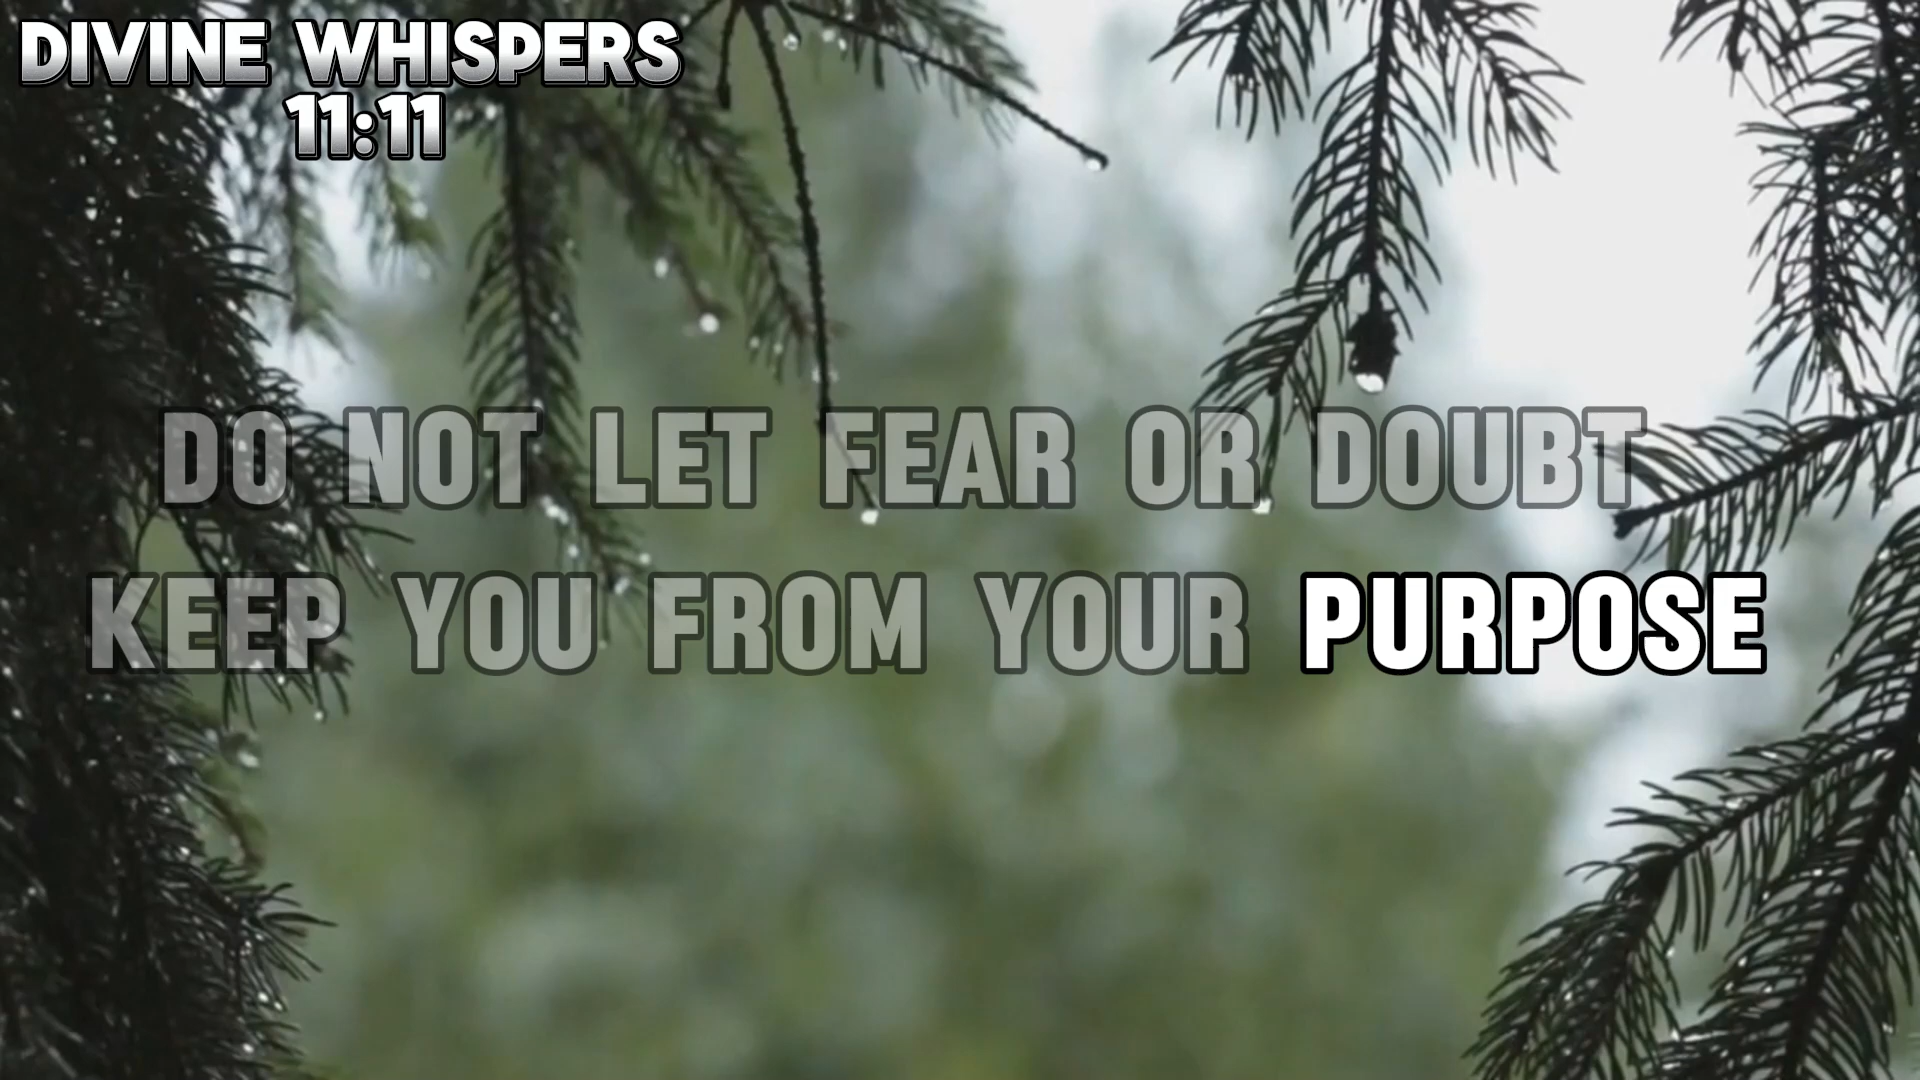 DIVINE WHISPERS
11:11
DO NOT LET FEAR OR DOUBT
KEEP YOU FROM YOUR PURPOSE